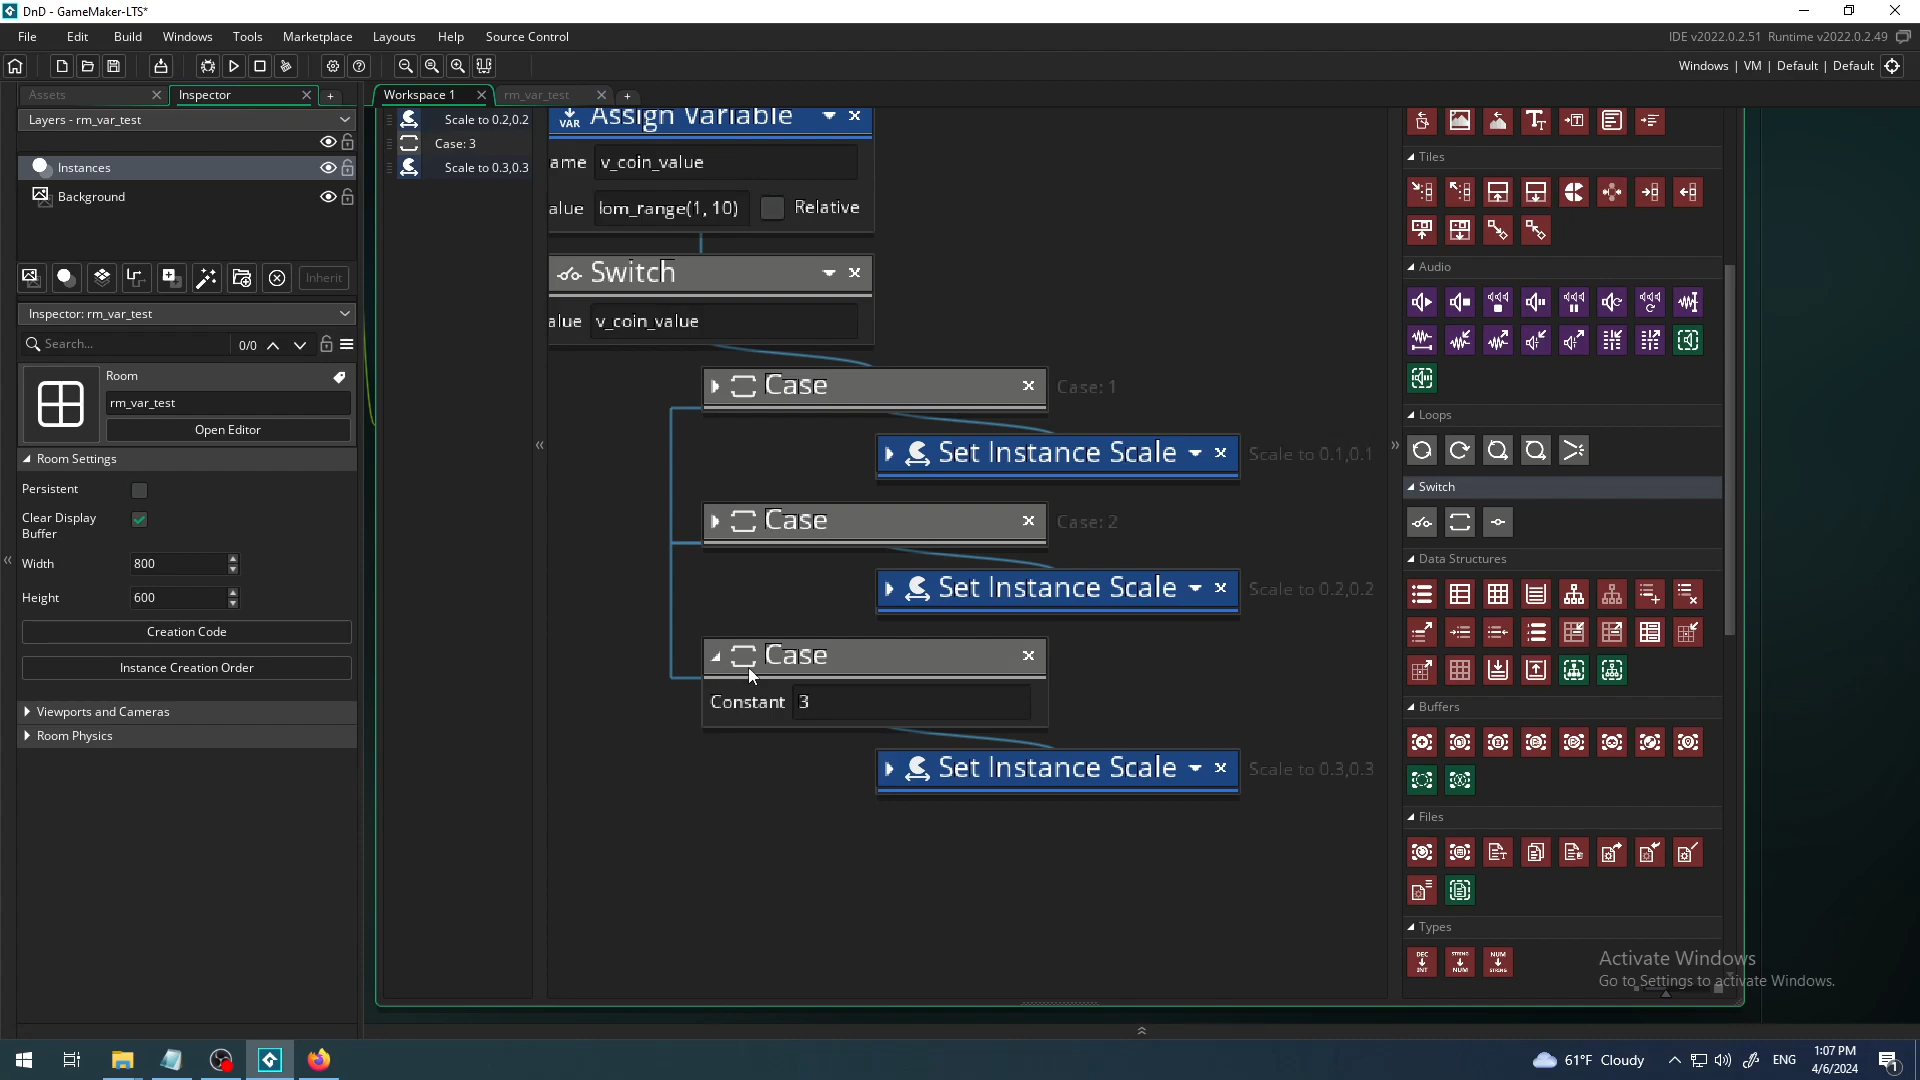 DnD - GameMaker-LTS*
File Edit Build Windows Tools Marketplace Layouts Help Source Control
IDE v2022.0.2.51 Runtime v2022.0.2.49
Windows | VM | Default | Default
Assets
Inspector
Workspace 1
rm_var_test
Layers - rm_var_test
Instances
Background
Inherit
Inspector: rm_var_test
Search...
0/0
Room
rm_var_test
Open Editor
Room Settings
Persistent
Clear Display
Buffer
Width 800
Height 600
Creation Code
Instance Creation Order
Viewports and Cameras
Room Physics
Scale to 0.2,0.2
Case: 3
Scale to 0.3,0.3
VAR Assign Variable
ame v_coin_value
alue lom_range(1, 10) Relative
Switch
alue v_coin_value
Case Case: 1
Set Instance Scale Scale to 0.1,0.1
Case Case: 2
Set Instance Scale Scale to 0.2,0.2
Case
Constant 3
Set Instance Scale Scale to 0.3,0.3
Tiles
Audio
Loops
Switch
Data Structures
Buffers
Files
Types
DEC INT
STRING NUM
NUM STRING
Activate Windows
Go to Settings to activate Windows.
61°F Cloudy
ENG
1:07 PM
4/6/2024
1